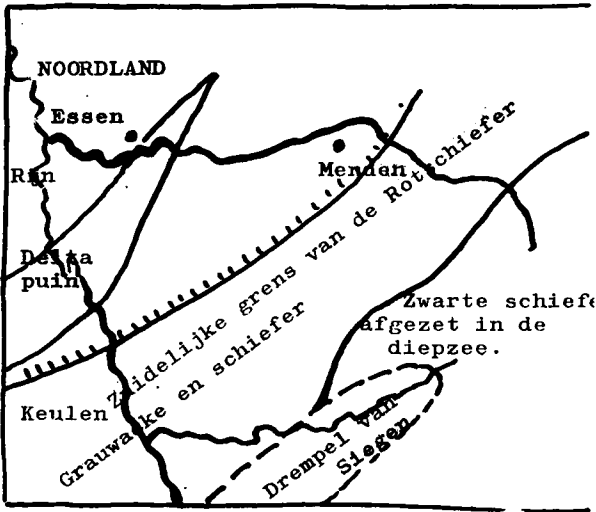 NOORDLAND
Essen
Rijn
Menden
Delta
puin
Zuidelijke grens van de Rotschiefer
Grauwacke en schiefer
Zwarte schiefe
afgezet in de
diepzee.
Keulen
Drempel van
Siegen